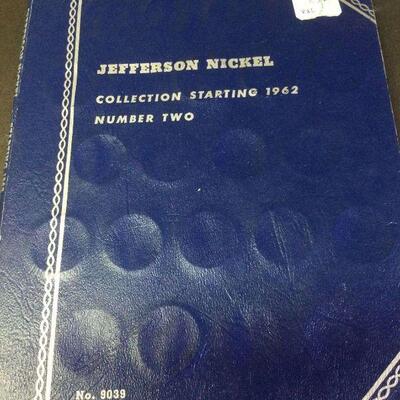 JEFFERSON NICKEL
COLLECTION STARTING 1962
NUMBER TWO
No. 9039